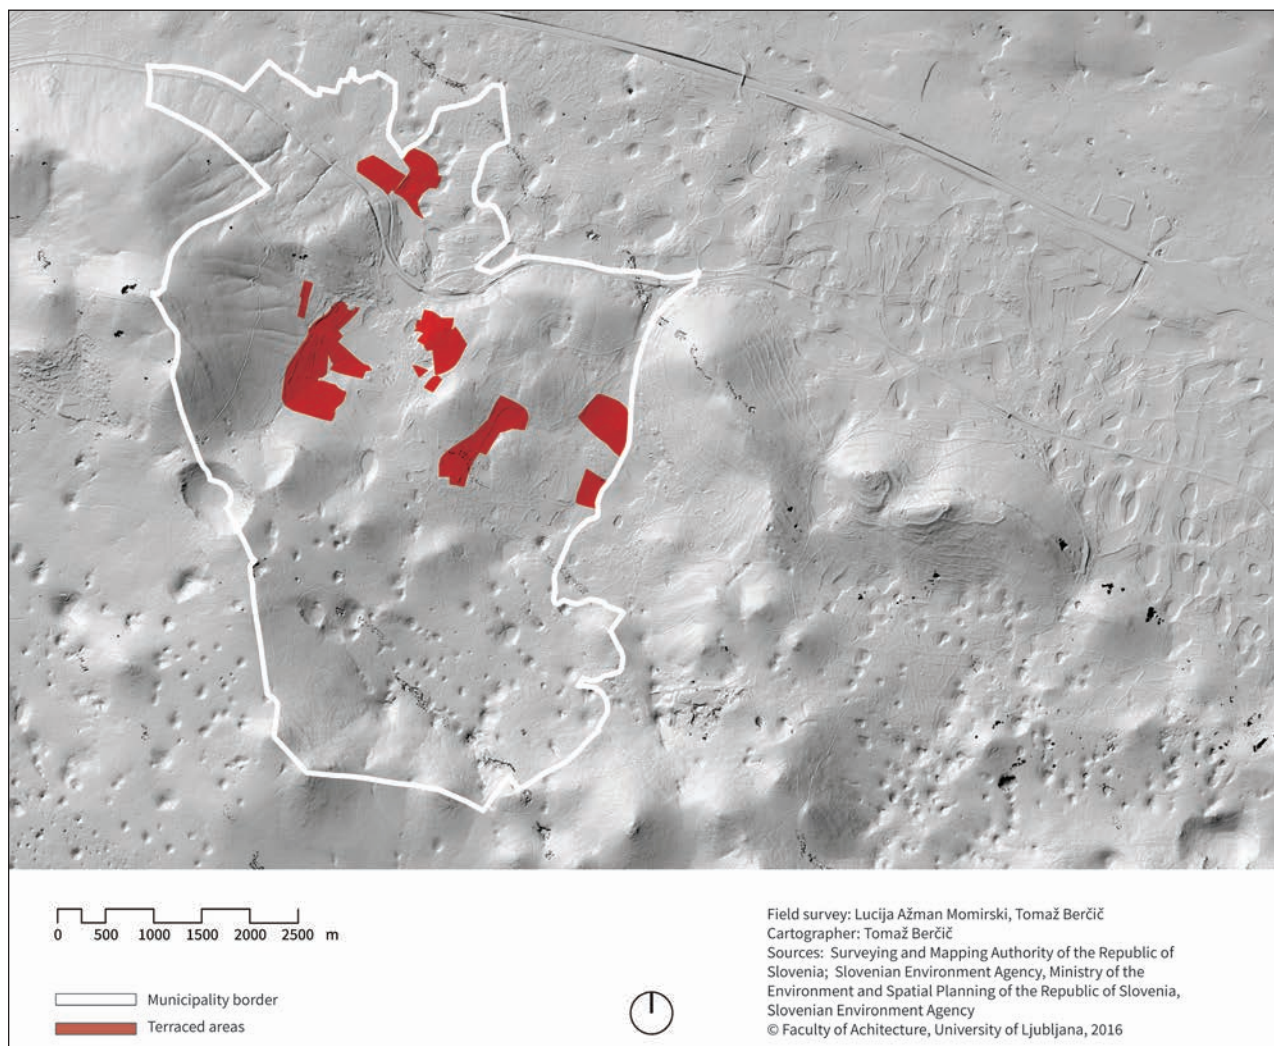 0 500 1000 1500 2000 2500 m
Municipality border
Terraced areas
Field survey: Lucija Ažman Momirski, Tomaž Berčič
Cartographer: Tomaž Berčič
Sources: Surveying and Mapping Authority of the Republic of
Slovenia; Slovenian Environment Agency, Ministry of the
Environment and Spatial Planning of the Republic of Slovenia,
Slovenian Environment Agency
© Faculty of Achitecture, University of Ljubljana, 2016